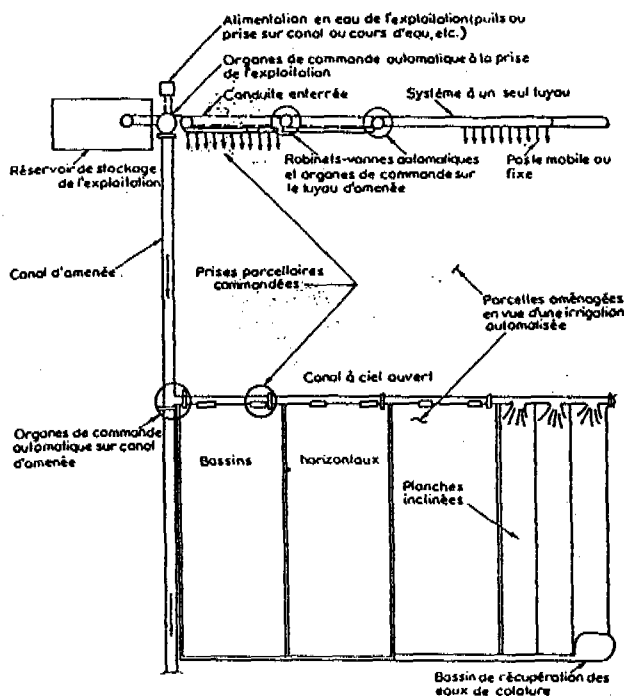 Alimentation en eau de l'exploitation (puits ou
prise sur canal ou cours d'eau, etc.)
Organes de commande automatique à la prise
de l'exploitation
Conduite enterrée
Système à un seul tuyau
Réservoir de stockage
de l'exploitation
Robinets-vannes automatiques
et organes de commande sur
le tuyau d'amenée
Poste mobile ou
fixe
Canal d'amenée
Prises parcellaires
commandées
Parcelles aménagées
en vue d'une irrigation
automatisée
Canal à ciel ouvert
Organes de commande
automatique sur canal
d'amenée
Bassins
horizontaux
Planches
inclinées
Bassin de récupération des
eaux de colature